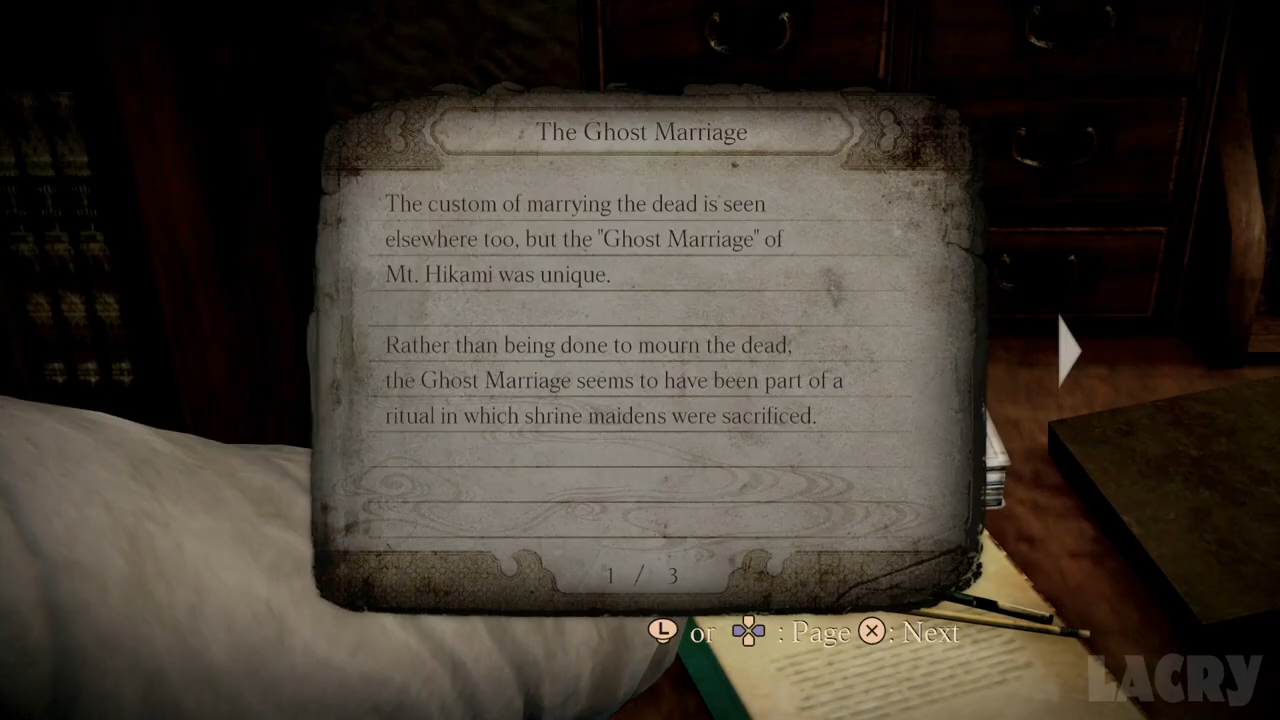 The Ghost Marriage
The custom of marrying the dead is seen
elsewhere too, but the "Ghost Marriage" of
Mt. Hikami was unique.
Rather than being done to mourn the dead,
the Ghost Marriage seems to have been part of a
ritual in which shrine maidens were sacrificed.
1 / 3
L or : Page X: Next
LACRY